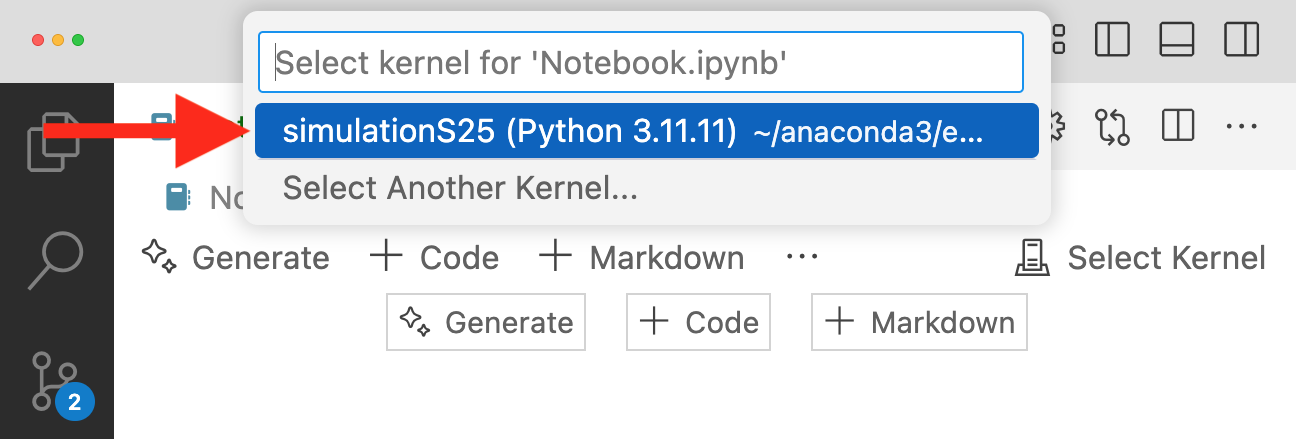 Select kernel for 'Notebook.ipynb'
simulationS25 (Python 3.11.11) ~/anaconda3/e...
Select Another Kernel...
Generate + Code + Markdown ... Select Kernel
Generate + Code + Markdown
2